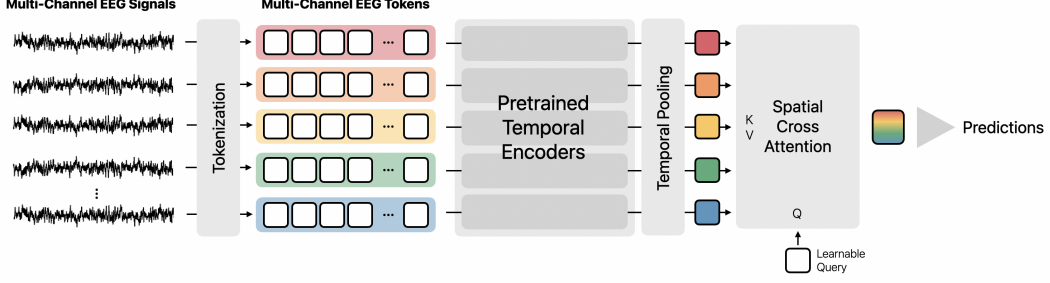 Multi-Channel EEG Signals
Multi-Channel EEG Tokens
Tokenization
Pretrained
Temporal
Encoders
Temporal Pooling
K
V
Spatial
Cross
Attention
Q
Learnable
Query
Predictions